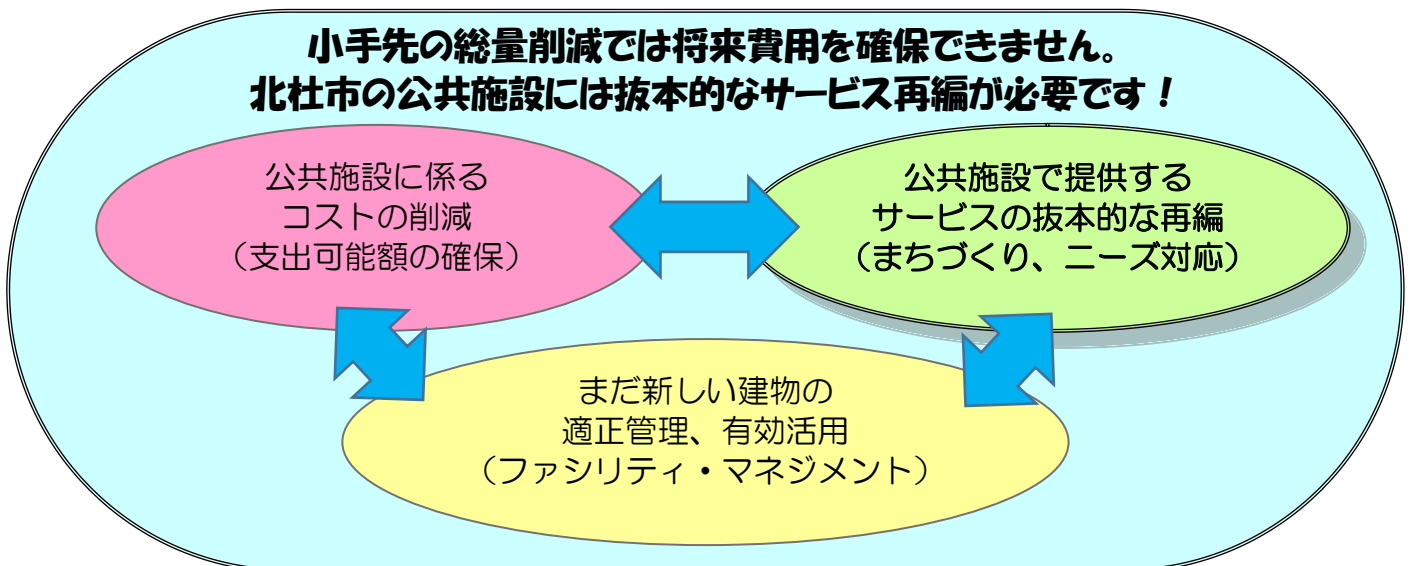 小手先の総量削減では将来費用を確保できません。
北杜市の公共施設には抜本的なサービス再編が必要です！
公共施設に係る
コストの削減
（支出可能額の確保）
公共施設で提供する
サービスの抜本的な再編
（まちづくり、ニーズ対応）
まだ新しい建物の
適正管理、有効活用
（ファシリティ・マネジメント）